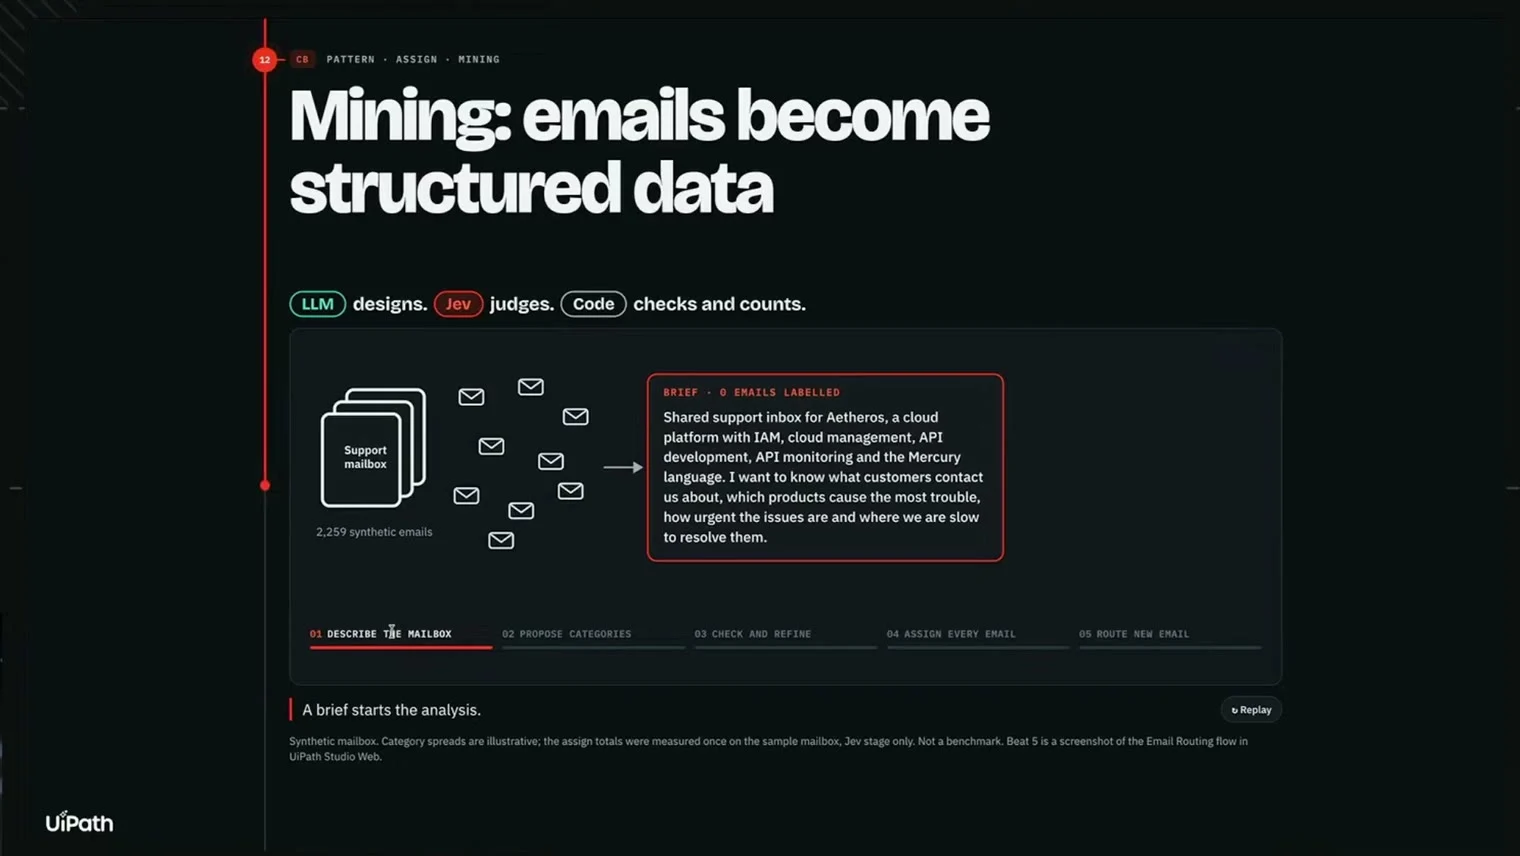 12
CB PATTERN · ASSIGN · MINING
Mining: emails become
structured data
LLM designs. Jev judges. Code checks and counts.
Support
mailbox
2,259 synthetic emails
BRIEF · 0 EMAILS LABELLED
Shared support inbox for Aetheros, a cloud
platform with IAM, cloud management, API
development, API monitoring and the Mercury
language. I want to know what customers contact
us about, which products cause the most trouble,
how urgent the issues are and where we are slow
to resolve them.
01 DESCRIBE THE MAILBOX
02 PROPOSE CATEGORIES
03 CHECK AND REFINE
04 ASSIGN EVERY EMAIL
05 ROUTE NEW EMAIL
A brief starts the analysis.
↻ Replay
Synthetic mailbox. Category spreads are illustrative; the assign totals were measured once on the sample mailbox, Jev stage only. Not a benchmark. Beat 5 is a screenshot of the Email Routing flow in
UiPath Studio Web.
UiPath